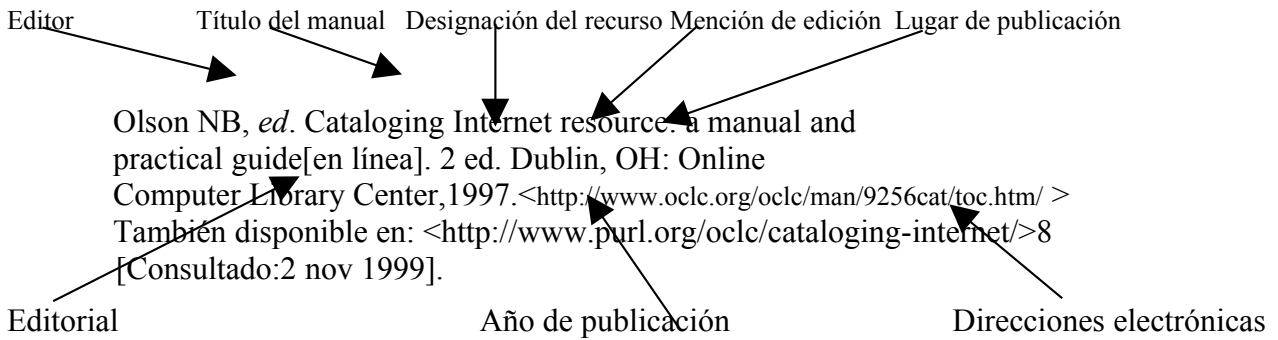 Editor Título del manual Designación del recurso Mención de edición Lugar de publicación
Olson NB, ed. Cataloging Internet resource: a manual and
practical guide[en línea]. 2 ed. Dublin, OH: Online
Computer Library Center,1997.<http://www.oclc.org/oclc/man/9256cat/toc.htm/ >
También disponible en: <http://www.purl.org/oclc/cataloging-internet/>8
[Consultado:2 nov 1999].
Editorial Año de publicación Direcciones electrónicas